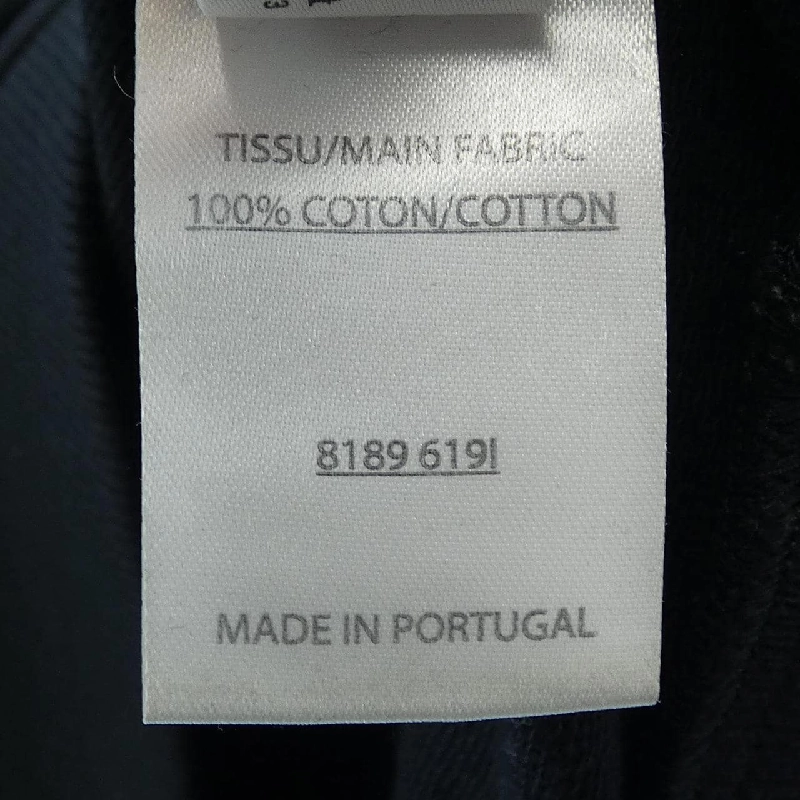 TISSU/MAIN FABRIC
100% COTON/COTTON
8189 619I
MADE IN PORTUGAL